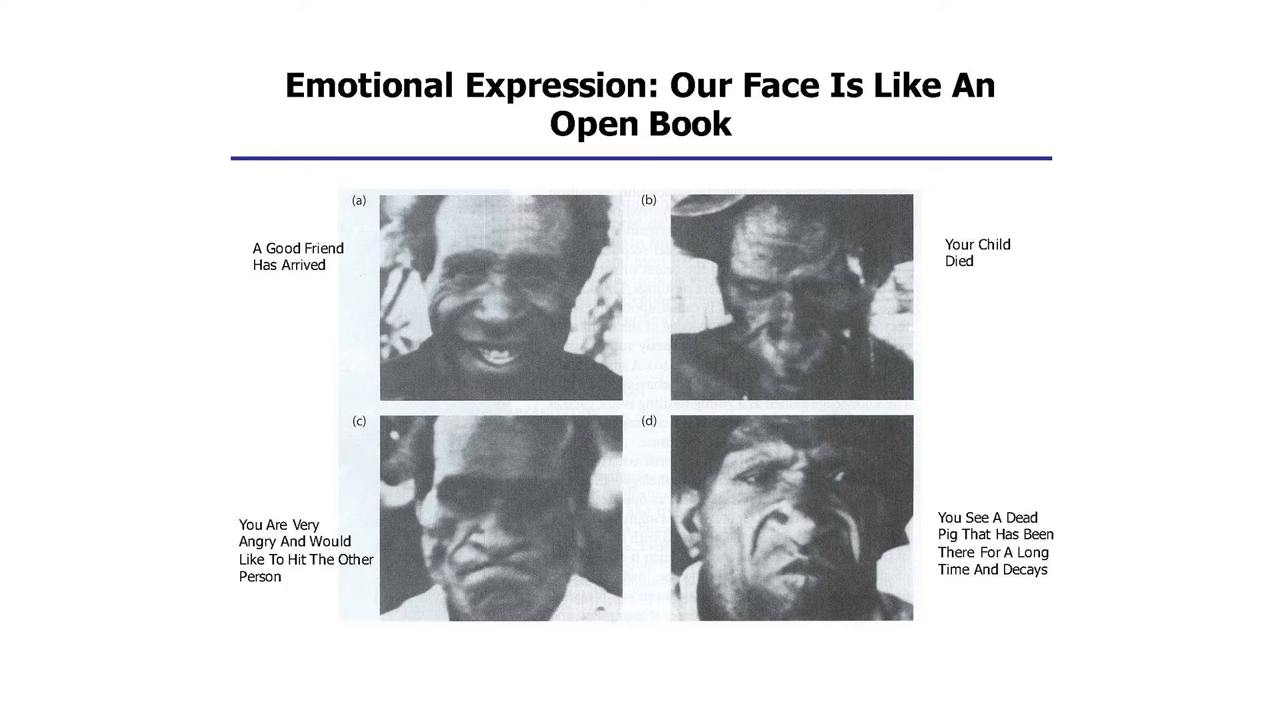 Emotional Expression: Our Face Is Like An
Open Book
(a)
A Good Friend
Has Arrived
(b)
Your Child
Died
(c)
You Are Very
Angry And Would
Like To Hit The Other
Person
(d)
You See A Dead
Pig That Has Been
There For A Long
Time And Decays